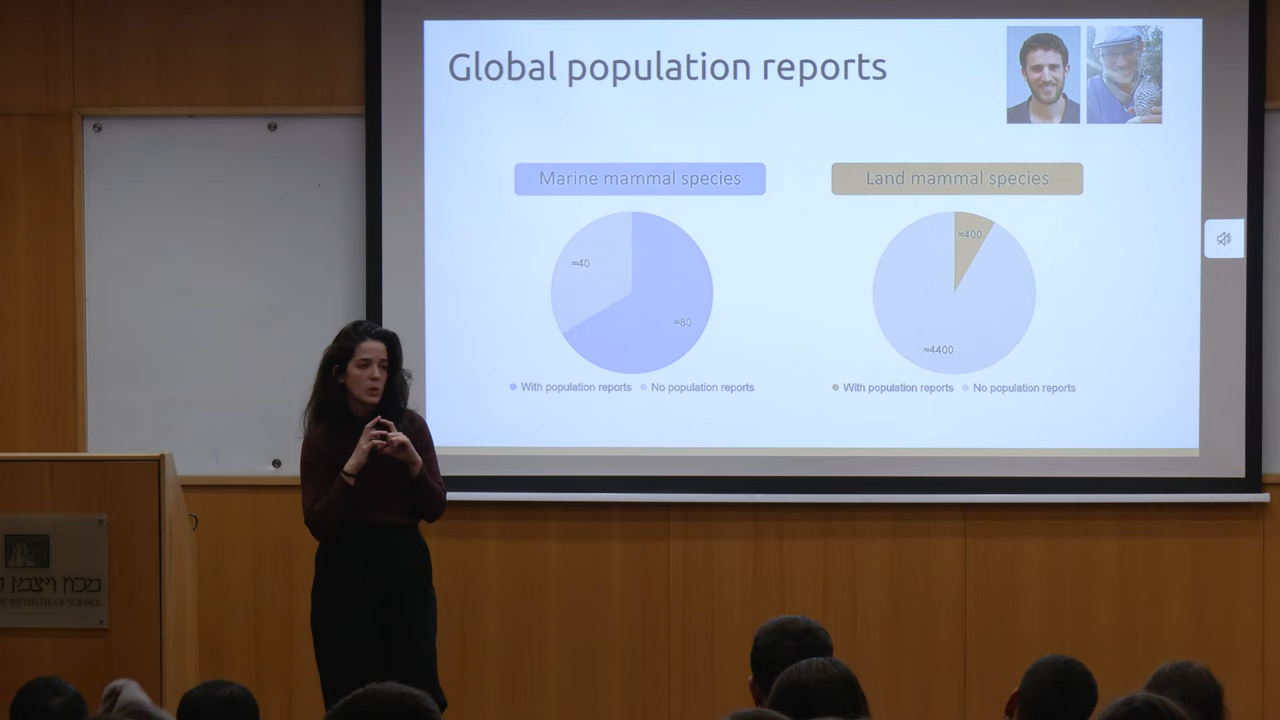 Global population reports
Marine mammal species
Land mammal species
≈40
≈80
≈400
≈4400
With population reports No population reports
With population reports No population reports
מכון ויצמן
INSTITUTE OF SCIENCE